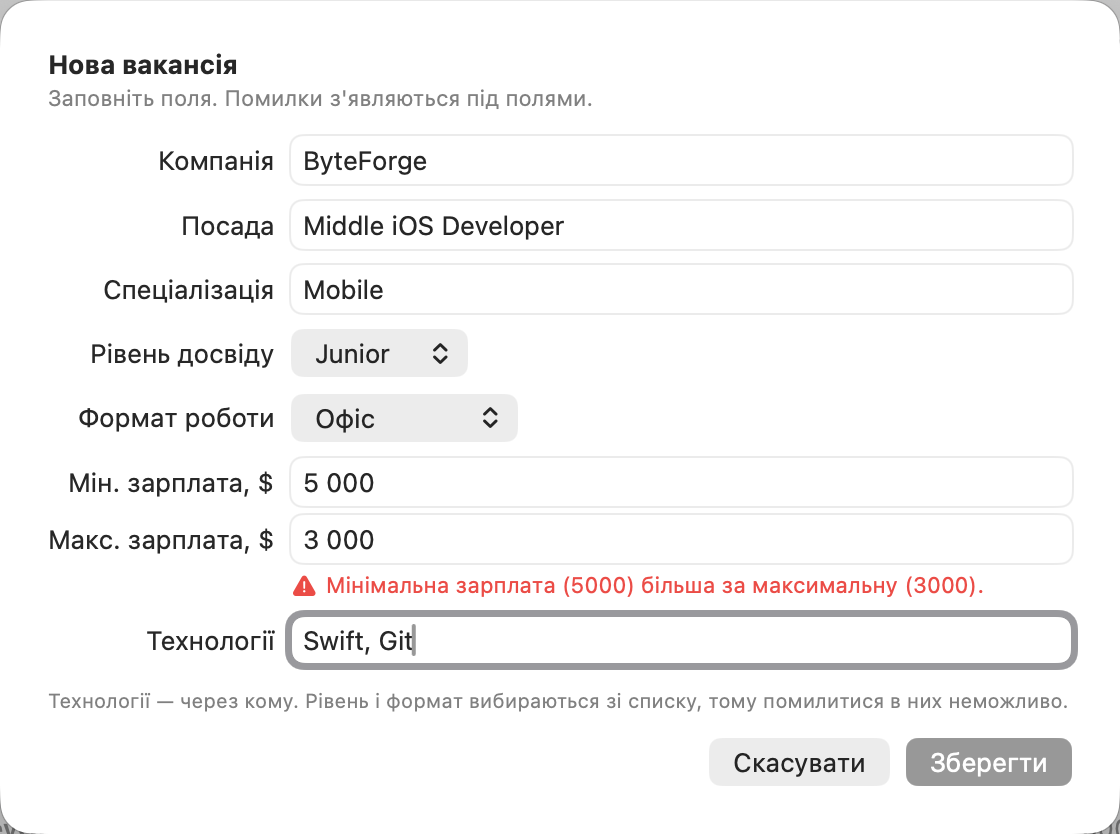 Нова вакансія
Заповніть поля. Помилки з'являються під полями.
Компанія ByteForge
Посада Middle iOS Developer
Спеціалізація Mobile
Рівень досвіду Junior
Формат роботи Офіс
Мін. зарплата, $ 5 000
Макс. зарплата, $ 3 000
Мінімальна зарплата (5000) більша за максимальну (3000).
Технології Swift, Git
Технології — через кому. Рівень і формат вибираються зі списку, тому помилитися в них неможливо.
Скасувати Зберегти